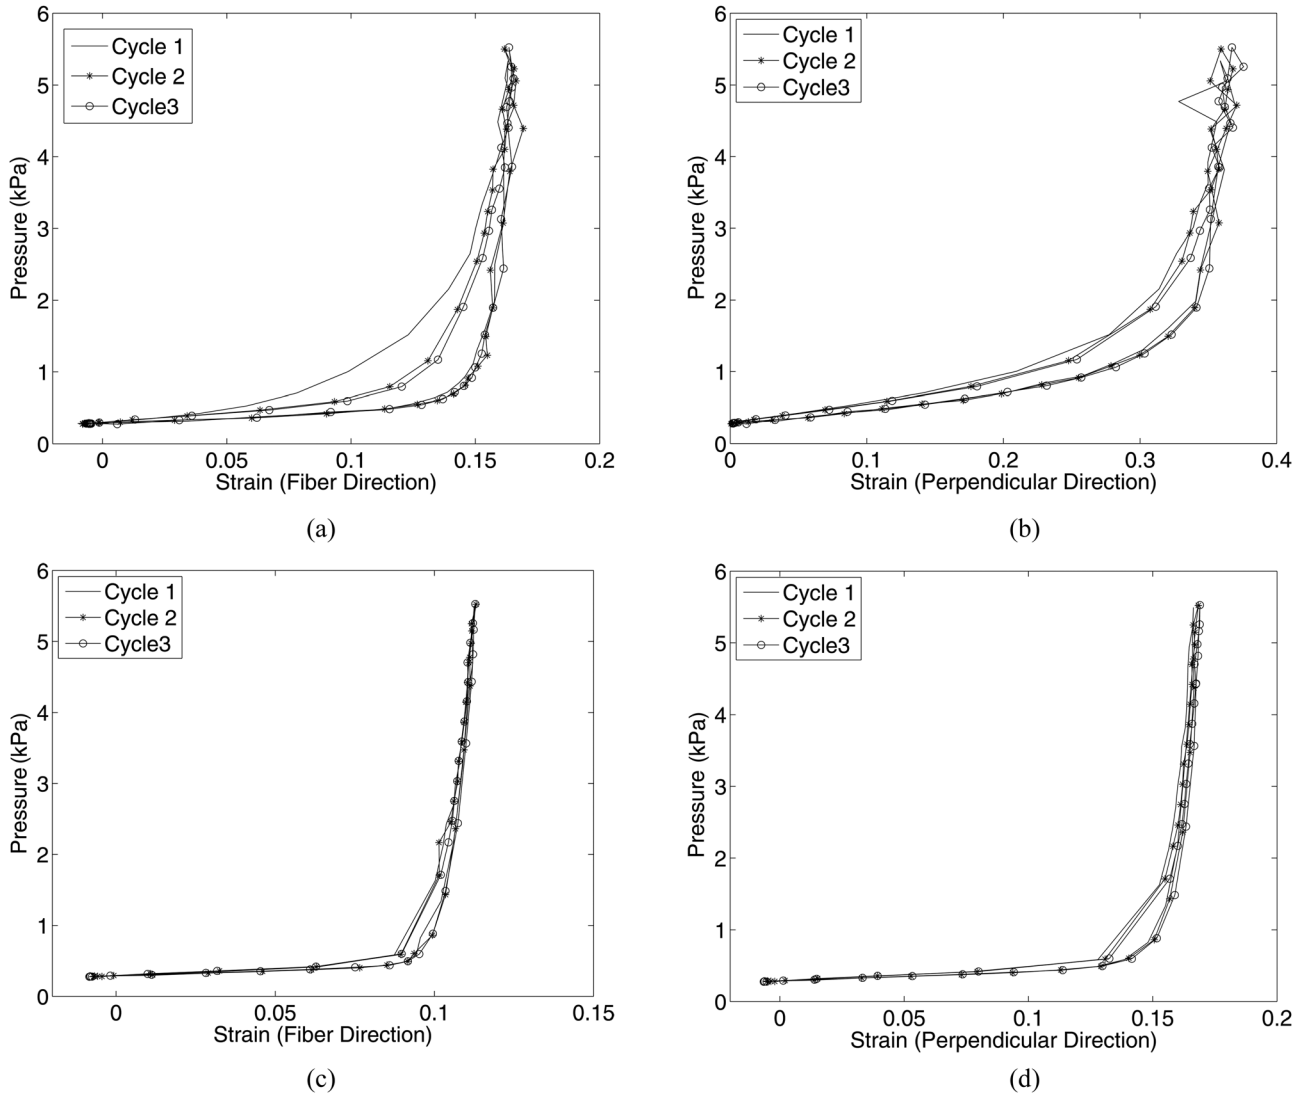 6
5
4
3
2
1
0
Pressure (kPa)
Cycle 1
Cycle 2
Cycle3
0
0.05
0.1
0.15
0.2
Strain (Fiber Direction)
(a)
6
5
4
3
2
1
0
Pressure (kPa)
Cycle 1
Cycle 2
Cycle3
0
0.1
0.2
0.3
0.4
Strain (Perpendicular Direction)
(b)
6
5
4
3
2
1
0
Pressure (kPa)
Cycle 1
Cycle 2
Cycle3
0
0.05
0.1
0.15
Strain (Fiber Direction)
(c)
6
5
4
3
2
1
0
Pressure (kPa)
Cycle 1
Cycle 2
Cycle3
0
0.05
0.1
0.15
0.2
Strain (Perpendicular Direction)
(d)